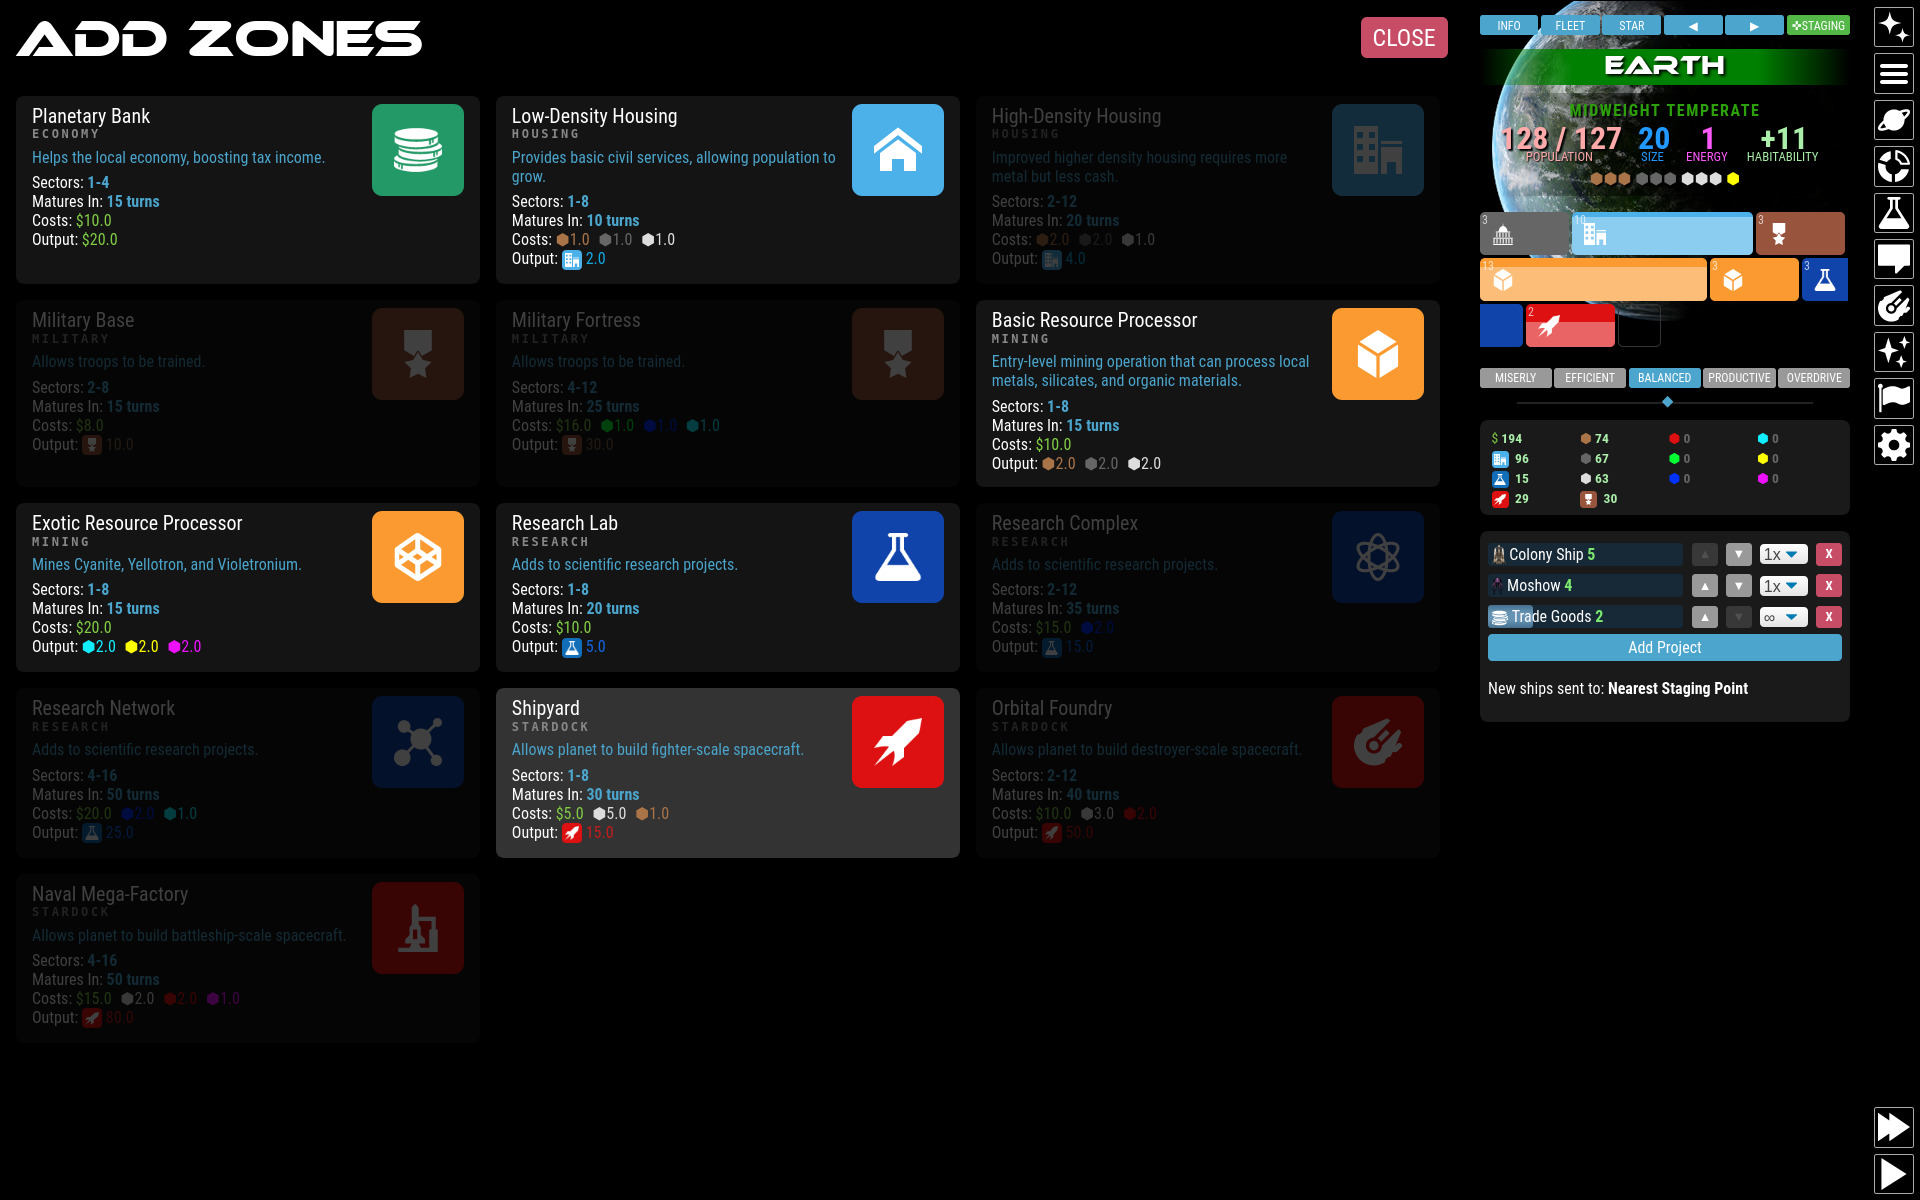 ADD ZONES
CLOSE
Planetary Bank
ECONOMY
Helps the local economy, boosting tax income.
Sectors: 1-4
Matures In: 15 turns
Costs: $10.0
Output: $20.0
Low-Density Housing
HOUSING
Provides basic civil services, allowing population to
grow.
Sectors: 1-8
Matures In: 10 turns
Costs: 1.0 1.0 1.0
Output: 2.0
High-Density Housing
HOUSING
Improved higher density housing requires more
metal but less cash.
Sectors: 2-12
Matures In: 20 turns
Costs: 2.0 2.0 1.0
Output: 4.0
Military Base
MILITARY
Allows troops to be trained.
Sectors: 2-8
Matures In: 15 turns
Costs: $8.0
Output: 10.0
Military Fortress
MILITARY
Allows troops to be trained.
Sectors: 4-12
Matures In: 25 turns
Costs: $16.0 1.0 1.0 1.0
Output: 30.0
Basic Resource Processor
MINING
Entry-level mining operation that can process local
metals, silicates, and organic materials.
Sectors: 1-8
Matures In: 15 turns
Costs: $10.0
Output: 2.0 2.0 2.0
Exotic Resource Processor
MINING
Mines Cyanite, Yellotron, and Violetronium.
Sectors: 1-8
Matures In: 15 turns
Costs: $20.0
Output: 2.0 2.0 2.0
Research Lab
RESEARCH
Adds to scientific research projects.
Sectors: 1-8
Matures In: 20 turns
Costs: $10.0
Output: 5.0
Research Complex
RESEARCH
Adds to scientific research projects.
Sectors: 2-12
Matures In: 35 turns
Costs: $15.0 2.0
Output: 15.0
Research Network
RESEARCH
Adds to scientific research projects.
Sectors: 4-16
Matures In: 50 turns
Costs: $20.0 2.0 1.0
Output: 25.0
Shipyard
STARDOCK
Allows planet to build fighter-scale spacecraft.
Sectors: 1-8
Matures In: 30 turns
Costs: $5.0 5.0 1.0
Output: 15.0
Orbital Foundry
STARDOCK
Allows planet to build destroyer-scale spacecraft.
Sectors: 2-12
Matures In: 40 turns
Costs: $10.0 3.0 2.0
Output: 50.0
Naval Mega-Factory
STARDOCK
Allows planet to build battleship-scale spacecraft.
Sectors: 4-16
Matures In: 50 turns
Costs: $15.0 2.0 2.0 1.0
Output: 80.0
INFO FLEET STAR ◀ ▶ ✣STAGING
EARTH
MIDWEIGHT TEMPERATE
128 / 127 20 1 +11
POPULATION SIZE ENERGY HABITABILITY
3 10 3
13 3 3
2
MISERLY EFFICIENT BALANCED PRODUCTIVE OVERDRIVE
$ 194 74 0 0
96 67 0 0
15 63 0 0
29 30
Colony Ship 5 ▲ ▼ 1x X
Moshow 4 ▲ ▼ 1x X
Trade Goods 2 ▲ ▼ ∞ X
Add Project
New ships sent to: Nearest Staging Point